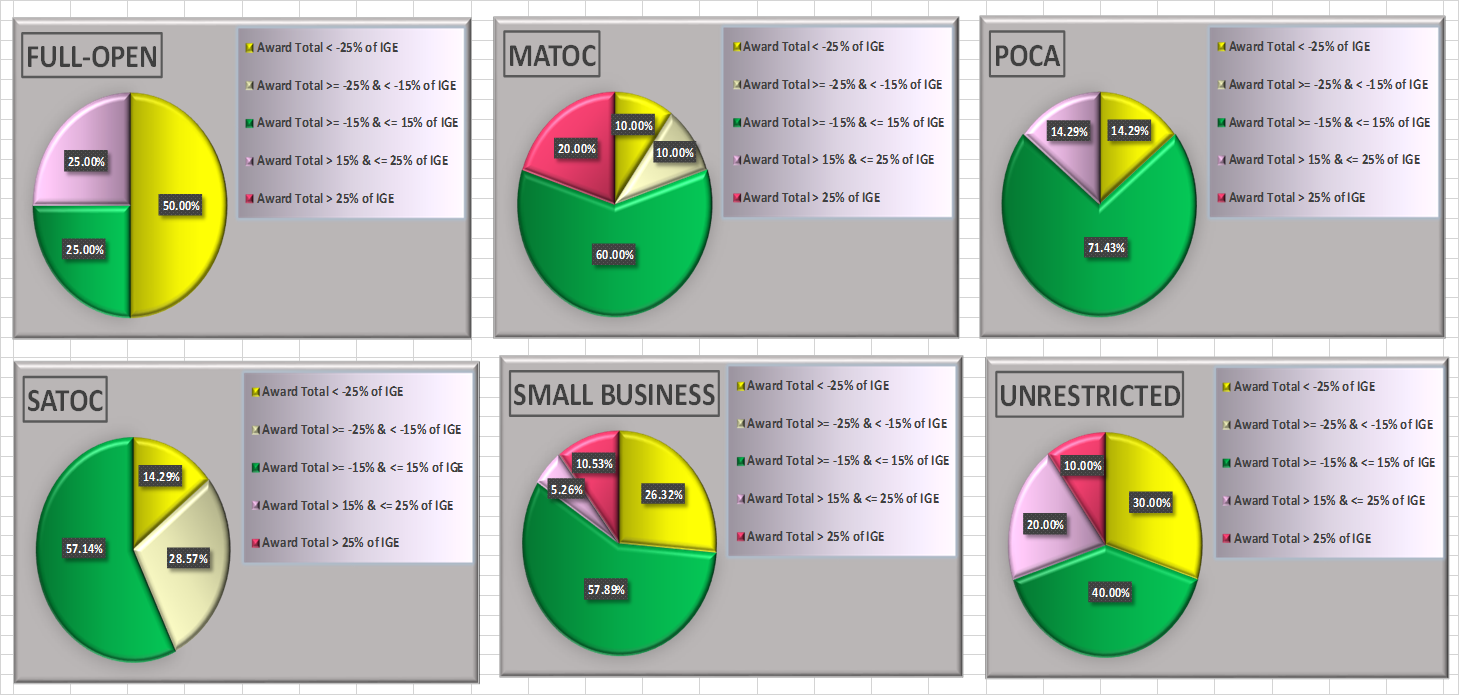 FULL-OPEN
Award Total < -25% of IGE
Award Total >= -25% & < -15% of IGE
Award Total >= -15% & <= 15% of IGE
Award Total > 15% & <= 25% of IGE
Award Total > 25% of IGE
25.00%
50.00%
25.00%
MATOC
Award Total < -25% of IGE
Award Total >= -25% & < -15% of IGE
Award Total >= -15% & <= 15% of IGE
Award Total > 15% & <= 25% of IGE
Award Total > 25% of IGE
10.00%
20.00%
10.00%
60.00%
POCA
Award Total < -25% of IGE
Award Total >= -25% & < -15% of IGE
Award Total >= -15% & <= 15% of IGE
Award Total > 15% & <= 25% of IGE
Award Total > 25% of IGE
14.29%
14.29%
71.43%
SATOC
Award Total < -25% of IGE
Award Total >= -25% & < -15% of IGE
Award Total >= -15% & <= 15% of IGE
Award Total > 15% & <= 25% of IGE
Award Total > 25% of IGE
14.29%
57.14%
28.57%
SMALL BUSINESS
Award Total < -25% of IGE
Award Total >= -25% & < -15% of IGE
Award Total >= -15% & <= 15% of IGE
Award Total > 15% & <= 25% of IGE
Award Total > 25% of IGE
10.53%
5.26%
26.32%
57.89%
UNRESTRICTED
Award Total < -25% of IGE
Award Total >= -25% & < -15% of IGE
Award Total >= -15% & <= 15% of IGE
Award Total > 15% & <= 25% of IGE
Award Total > 25% of IGE
10.00%
30.00%
20.00%
40.00%